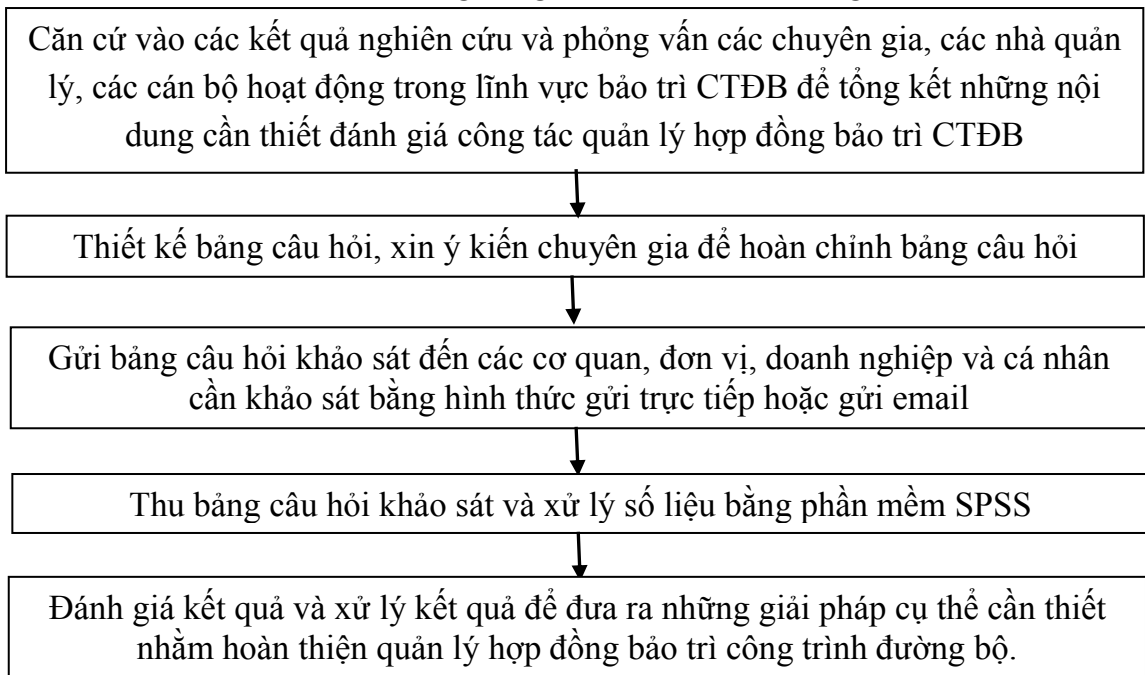 Căn cứ vào các kết quả nghiên cứu và phỏng vấn các chuyên gia, các nhà quản
lý, các cán bộ hoạt động trong lĩnh vực bảo trì CTĐB để tổng kết những nội
dung cần thiết đánh giá công tác quản lý hợp đồng bảo trì CTĐB
Thiết kế bảng câu hỏi, xin ý kiến chuyên gia để hoàn chỉnh bảng câu hỏi
Gửi bảng câu hỏi khảo sát đến các cơ quan, đơn vị, doanh nghiệp và cá nhân
cần khảo sát bằng hình thức gửi trực tiếp hoặc gửi email
Thu bảng câu hỏi khảo sát và xử lý số liệu bằng phần mềm SPSS
Đánh giá kết quả và xử lý kết quả để đưa ra những giải pháp cụ thể cần thiết
nhằm hoàn thiện quản lý hợp đồng bảo trì công trình đường bộ.